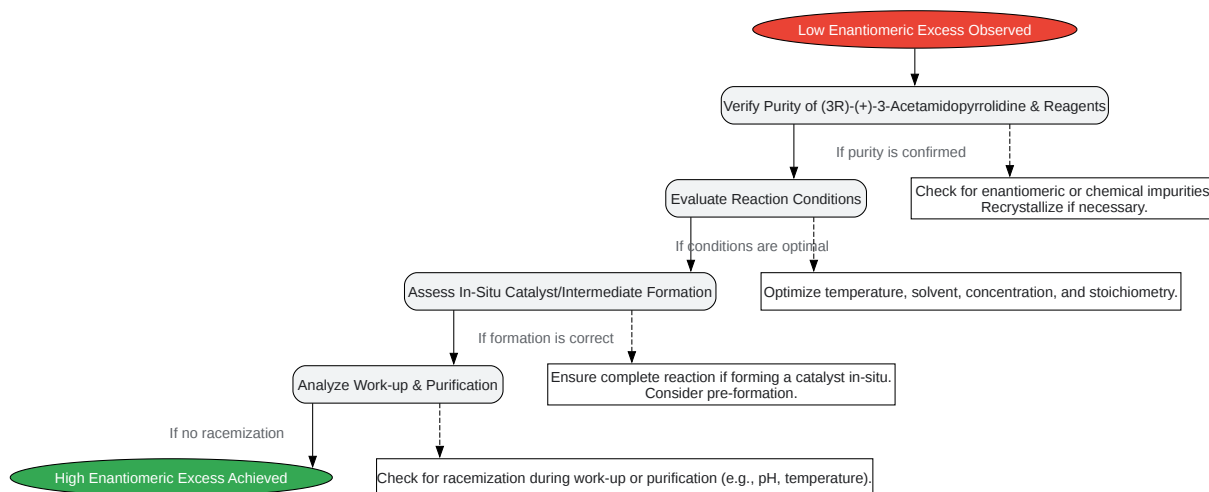 Low Enantiomeric Excess Observed
Verify Purity of (3R)-(+)-3-Acetamidopyrrolidine & Reagents
If purity is confirmed
Evaluate Reaction Conditions
Check for enantiomeric or chemical impurities
Recrystallize if necessary.
If conditions are optimal
Assess In-Situ Catalyst/Intermediate Formation
Optimize temperature, solvent, concentration, and stoichiometry.
If formation is correct
Analyze Work-up & Purification
Ensure complete reaction if forming a catalyst in-situ.
Consider pre-formation.
If no racemization
High Enantiomeric Excess Achieved
Check for racemization during work-up or purification (e.g., pH, temperature).